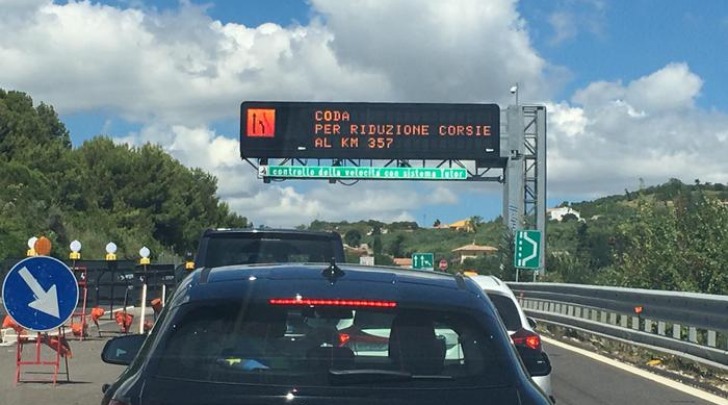 CODA
PER RIDUZIONE CORSIE
AL KM 357
controllo della velocità con sistema Tutor